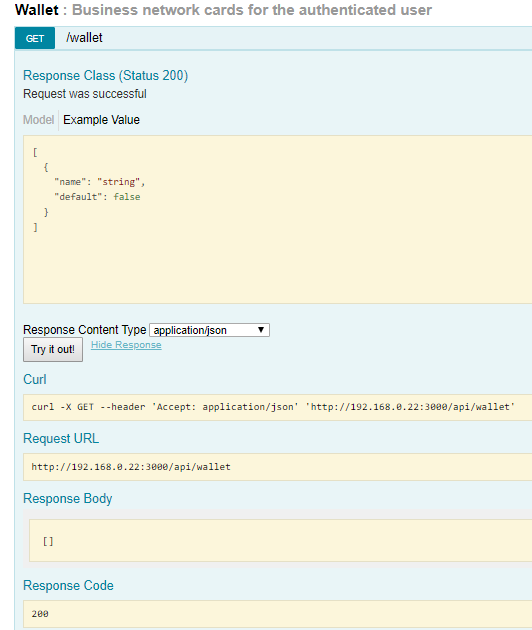 Wallet : Business network cards for the authenticated user
GET /wallet
Response Class (Status 200)
Request was successful
Model Example Value
[
{
"name": "string",
"default": false
}
]
Response Content Type application/json
Try it out! Hide Response
Curl
curl -X GET --header 'Accept: application/json' 'http://192.168.0.22:3000/api/wallet'
Request URL
http://192.168.0.22:3000/api/wallet
Response Body
[]
Response Code
200